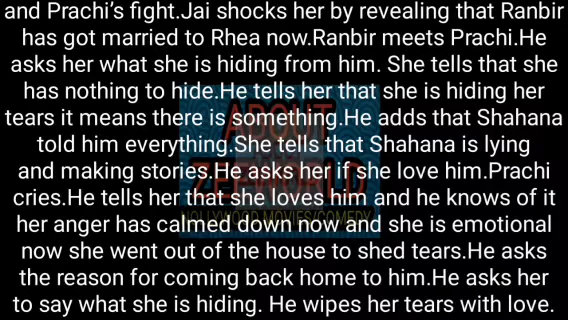 and Prachi’s fight.Jai shocks her by revealing that Ranbir
has got married to Rhea now.Ranbir meets Prachi.He
asks her what she is hiding from him. She tells that she
has nothing to hide.He tells her that she is hiding her
tears it means there is something.He adds that Shahana
told him everything.She tells that Shahana is lying
and making stories.He asks her if she love him.Prachi
cries.He tells her that she loves him and he knows of it
her anger has calmed down now and she is emotional
now she went out of the house to shed tears.He asks
the reason for coming back home to him.He asks her
to say what she is hiding. He wipes her tears with love.
ABOUT
ZEEWORLD
NOLLYWOOD MOVIES/COMEDY